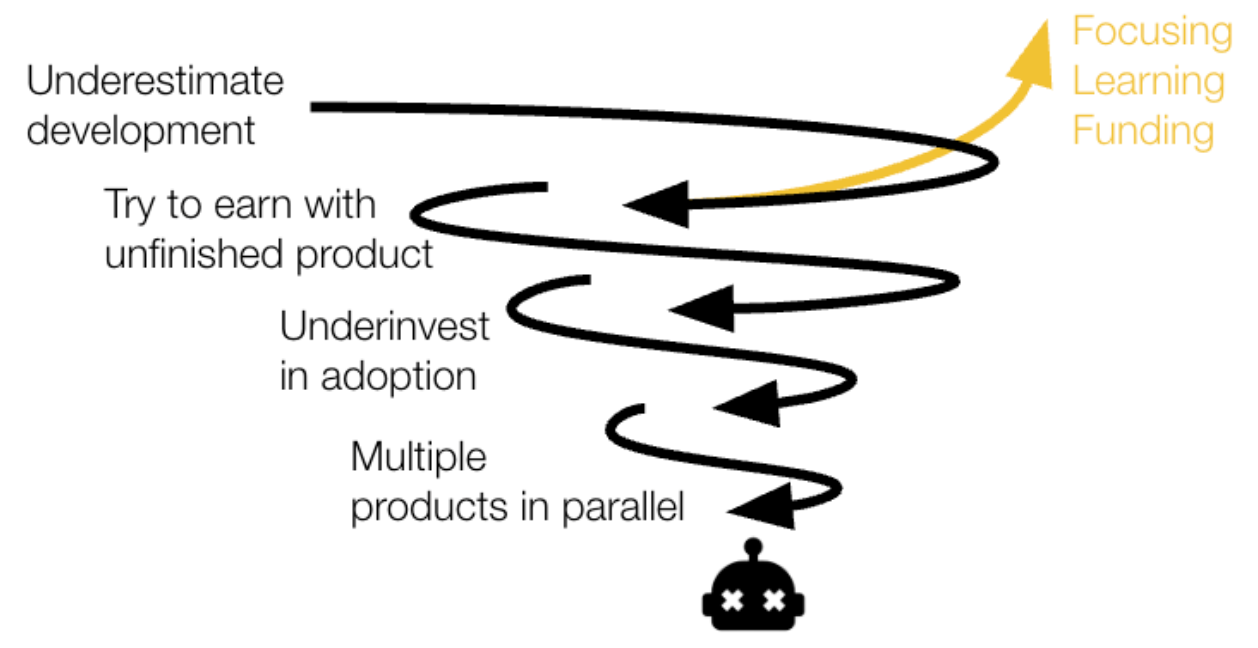 Focusing
Learning
Funding
Underestimate
development
Try to earn with
unfinished product
Underinvest
in adoption
Multiple
products in parallel